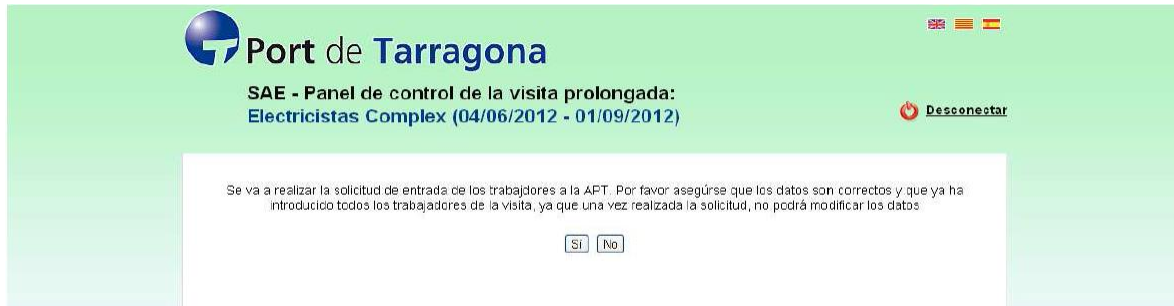 Port de Tarragona
SAE - Panel de control de la visita prolongada:
Electricistas Complex (04/06/2012 - 01/09/2012)
Desconectar
Se va a realizar la solicitud de entrada de los trabajdores a la APT. Por favor asegúrse que los datos son correctos y que ya ha
introducido todos los trabajadores de la visita, ya que una vez realizada la solicitud, no podrá modificar los datos
Sí No